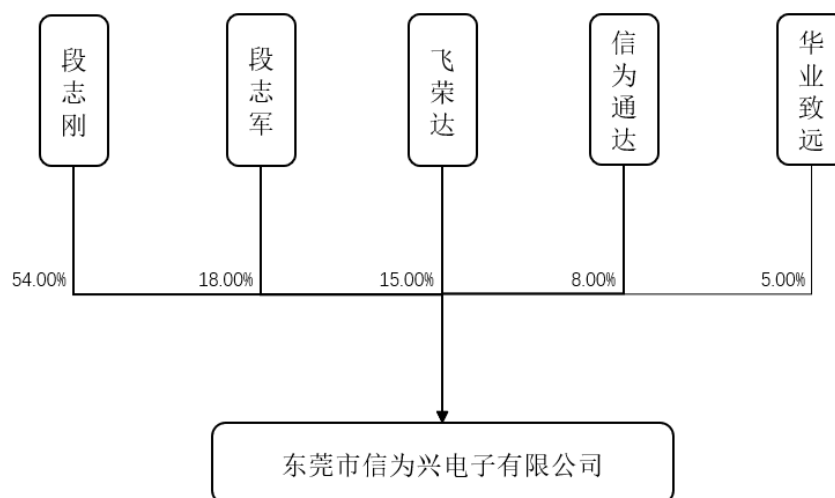 段志刚
段志军
飞荣达
信为通达
华业致远
54.00%
18.00%
15.00%
8.00%
5.00%
东莞市信为兴电子有限公司